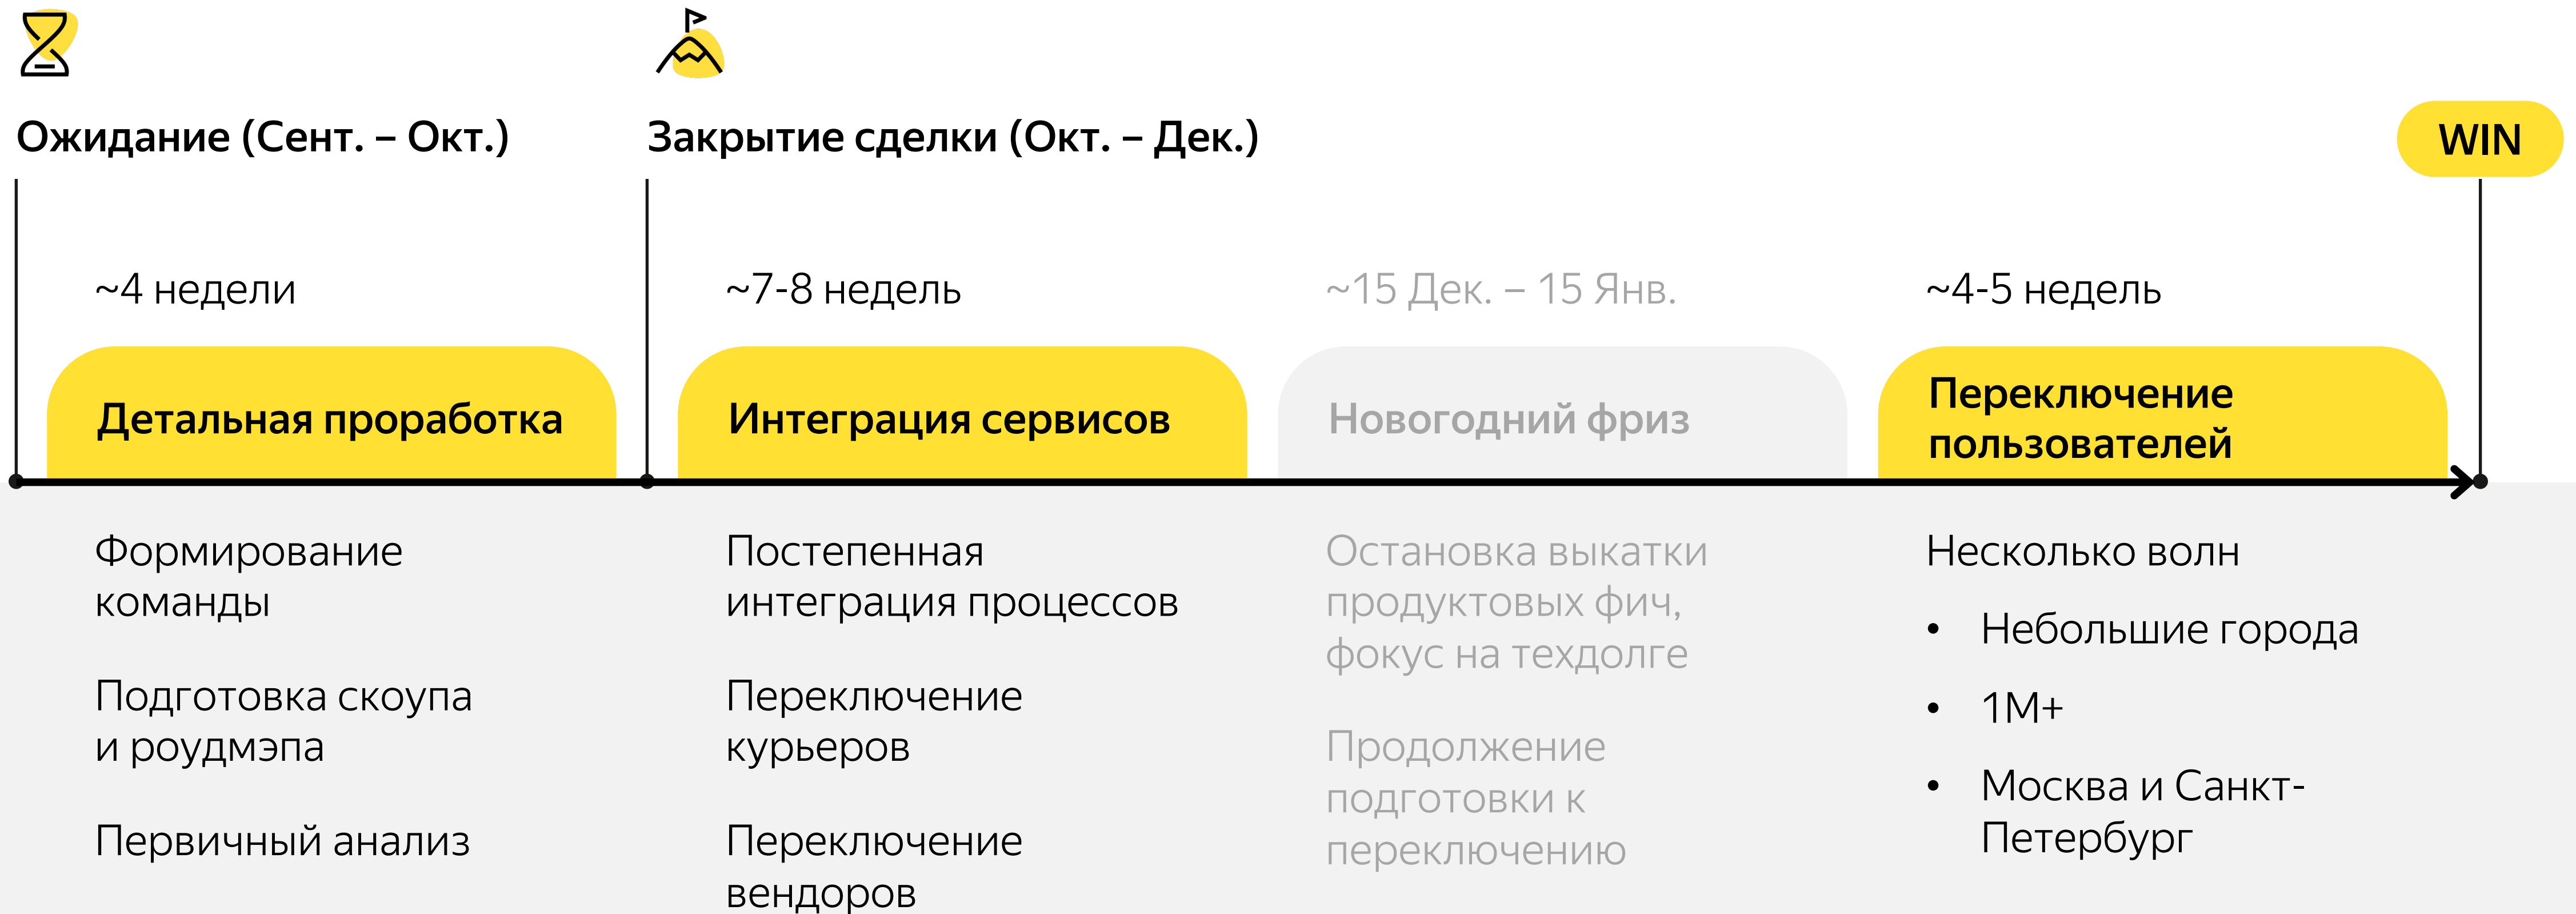 Ожидание (Сент. – Окт.)
Закрытие сделки (Окт. – Дек.)
WIN
~4 недели
~7-8 недель
~15 Дек. – 15 Янв.
~4-5 недель
Детальная проработка
Интеграция сервисов
Новогодний фриз
Переключение
пользователей
Формирование
команды
Подготовка скоупа
и роудмэпа
Первичный анализ
Постепенная
интеграция процессов
Переключение
курьеров
Переключение
вендоров
Остановка выкатки
продуктовых фич,
фокус на техдолге
Продолжение
подготовки к
переключению
Несколько волн
• Небольшие города
• 1М+
• Москва и Санкт-
Петербург